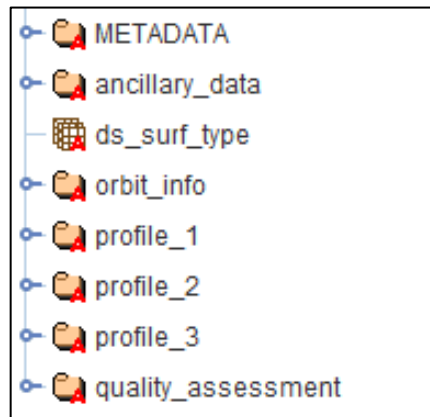 METADATA
ancillary_data
ds_surf_type
orbit_info
profile_1
profile_2
profile_3
quality_assessment